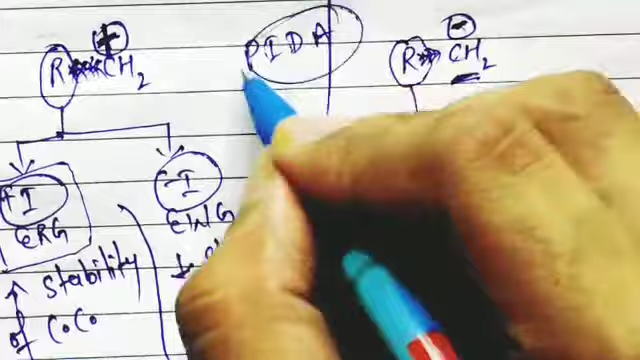 +
R CH2
PIDA
-
R CH2
+I
ERG
-I
EWG
↑ stability
of C⊕